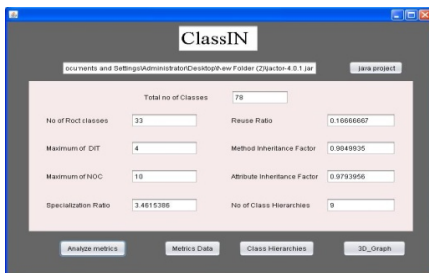 ClassIN
ocuments and Settings\Administrator\Desktop\New Folder (2)\jactor-4.0.1.jar
java project
Total no of Classes 78
No of Root classes 33 Reuse Ratio 0.16666667
Maximum of DIT 4 Method Inheritance Factor 0.9849935
Maximum of NOC 10 Attribute Inheritance Factor 0.9793956
Specialization Ratio 3.4615386 No of Class Hierarchies 9
Analyze metrics Metrics Data Class Hierarchies 3D_Graph